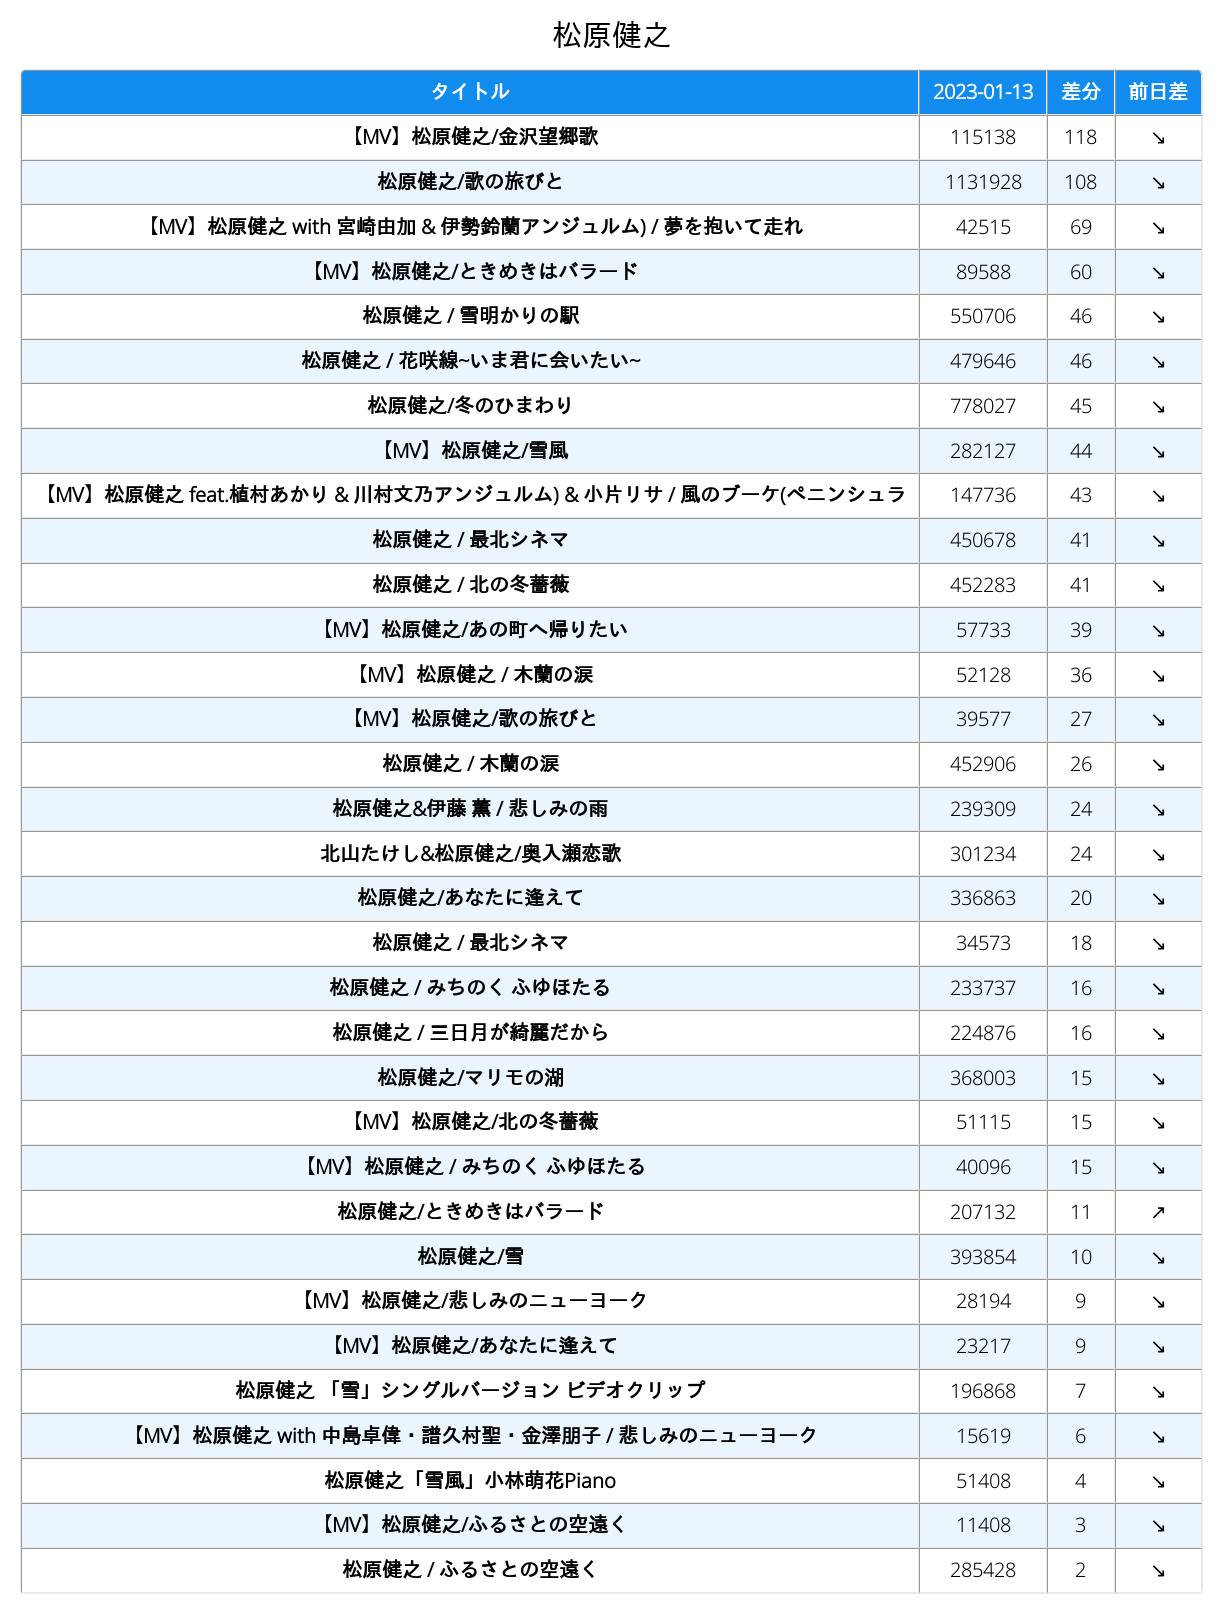 松原健之
タイトル 2023-01-13 差分 前日差
【MV】松原健之/金沢望郷歌 115138 118 ↘
松原健之/歌の旅びと 1131928 108 ↘
【MV】松原健之 with 宮崎由加 & 伊勢鈴蘭アンジュルム) / 夢を抱いて走れ 42515 69 ↘
【MV】松原健之/ときめきはバラード 89588 60 ↘
松原健之 / 雪明かりの駅 550706 46 ↘
松原健之 / 花咲線~いま君に会いたい~ 479646 46 ↘
松原健之/冬のひまわり 778027 45 ↘
【MV】松原健之/雪風 282127 44 ↘
【MV】松原健之 feat.植村あかり & 川村文乃アンジュルム) & 小片リサ / 風のブーケ(ペニンシュラ 147736 43 ↘
松原健之 / 最北シネマ 450678 41 ↘
松原健之 / 北の冬薔薇 452283 41 ↘
【MV】松原健之/あの町へ帰りたい 57733 39 ↘
【MV】松原健之 / 木蘭の涙 52128 36 ↘
【MV】松原健之/歌の旅びと 39577 27 ↘
松原健之 / 木蘭の涙 452906 26 ↘
松原健之&伊藤 薫 / 悲しみの雨 239309 24 ↘
北山たけし&松原健之/奥入瀬恋歌 301234 24 ↘
松原健之/あなたに逢えて 336863 20 ↘
松原健之 / 最北シネマ 34573 18 ↘
松原健之 / みちのく ふゆほたる 233737 16 ↘
松原健之 / 三日月が綺麗だから 224876 16 ↘
松原健之/マリモの湖 368003 15 ↘
【MV】松原健之/北の冬薔薇 51115 15 ↘
【MV】松原健之 / みちのく ふゆほたる 40096 15 ↘
松原健之/ときめきはバラード 207132 11 ↗
松原健之/雪 393854 10 ↘
【MV】松原健之/悲しみのニューヨーク 28194 9 ↘
【MV】松原健之/あなたに逢えて 23217 9 ↘
松原健之 「雪」シングルバージョン ビデオクリップ 196868 7 ↘
【MV】松原健之 with 中島卓偉・譜久村聖・金澤朋子 / 悲しみのニューヨーク 15619 6 ↘
松原健之「雪風」小林萌花Piano 51408 4 ↘
【MV】松原健之/ふるさとの空遠く 11408 3 ↘
松原健之 / ふるさとの空遠く 285428 2 ↘